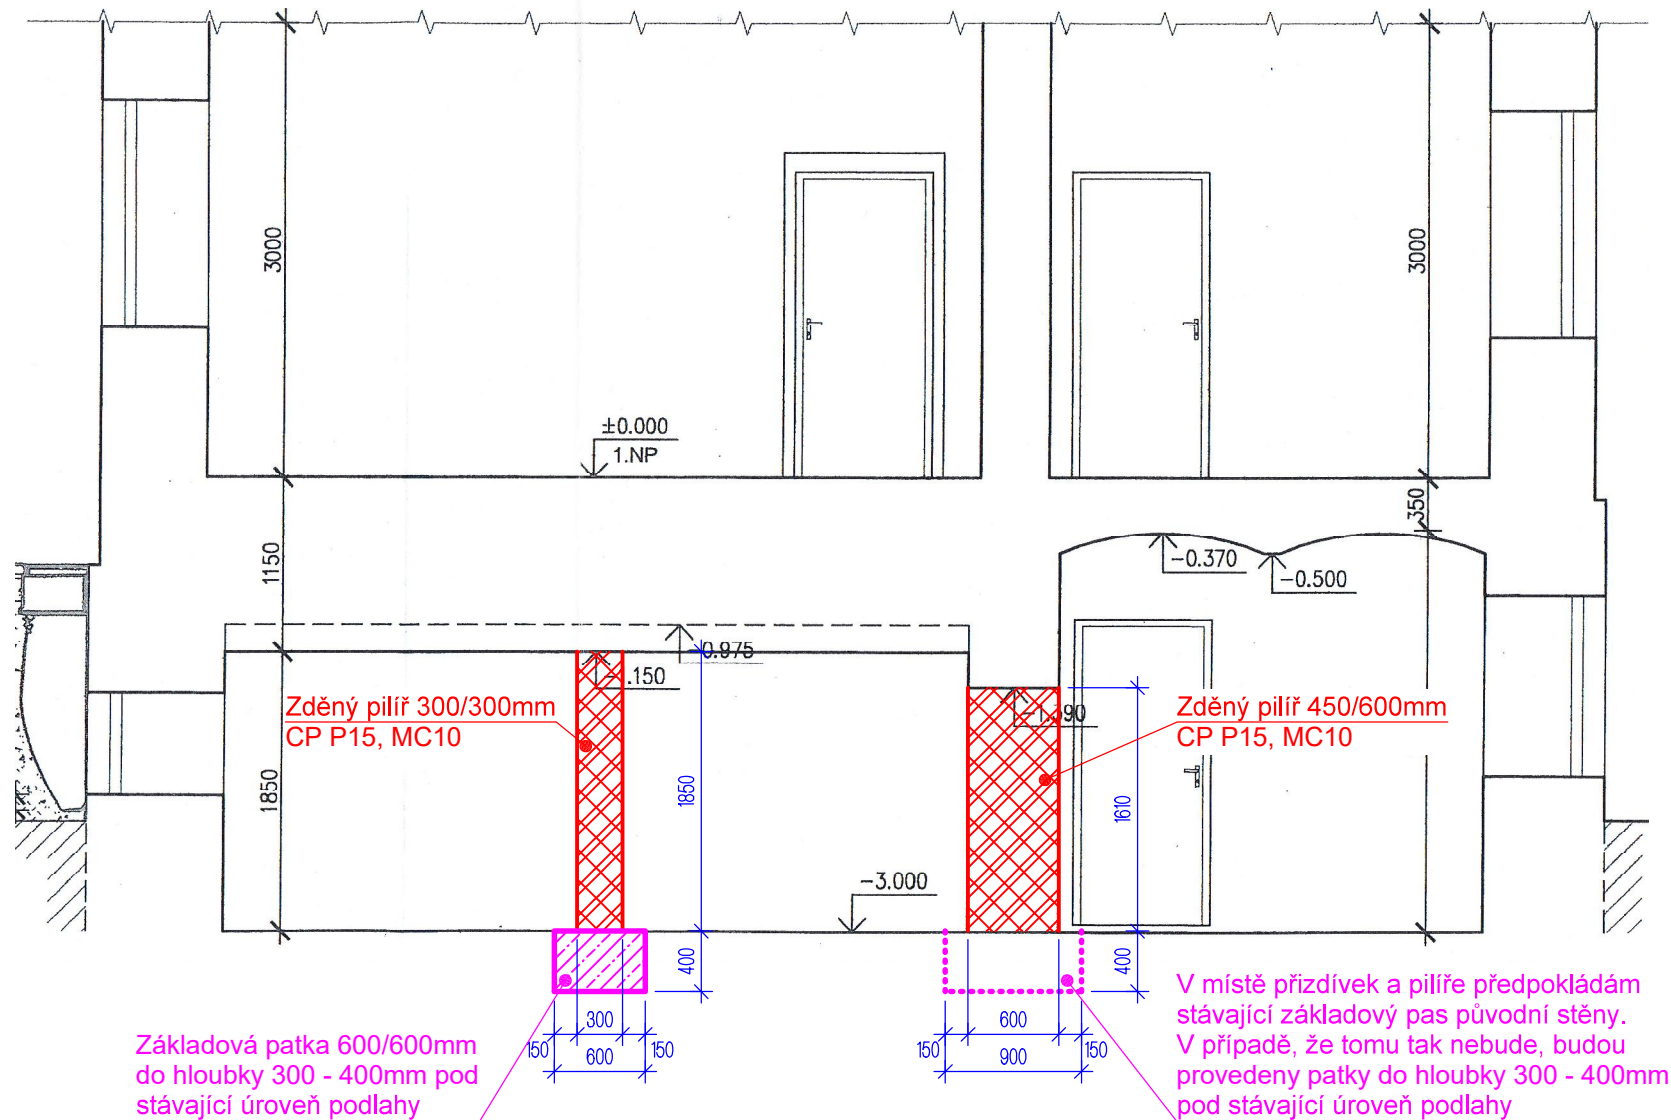 3000
3000
±0.000
1.NP
350
1150
-0.370
-0.500
-0.975
.150
Zděný pilíř 300/300mm
CP P15, MC10
Zděný pilíř 450/600mm
CP P15, MC10
1850
1850
1610
-3.000
400
400
300
150
600
150
600
150
900
150
Základová patka 600/600mm
do hloubky 300 - 400mm pod
stávající úroveň podlahy
V místě přizdívek a pilíře předpokládám
stávající základový pas původní stěny.
V případě, že tomu tak nebude, budou
provedeny patky do hloubky 300 - 400mm
pod stávající úroveň podlahy